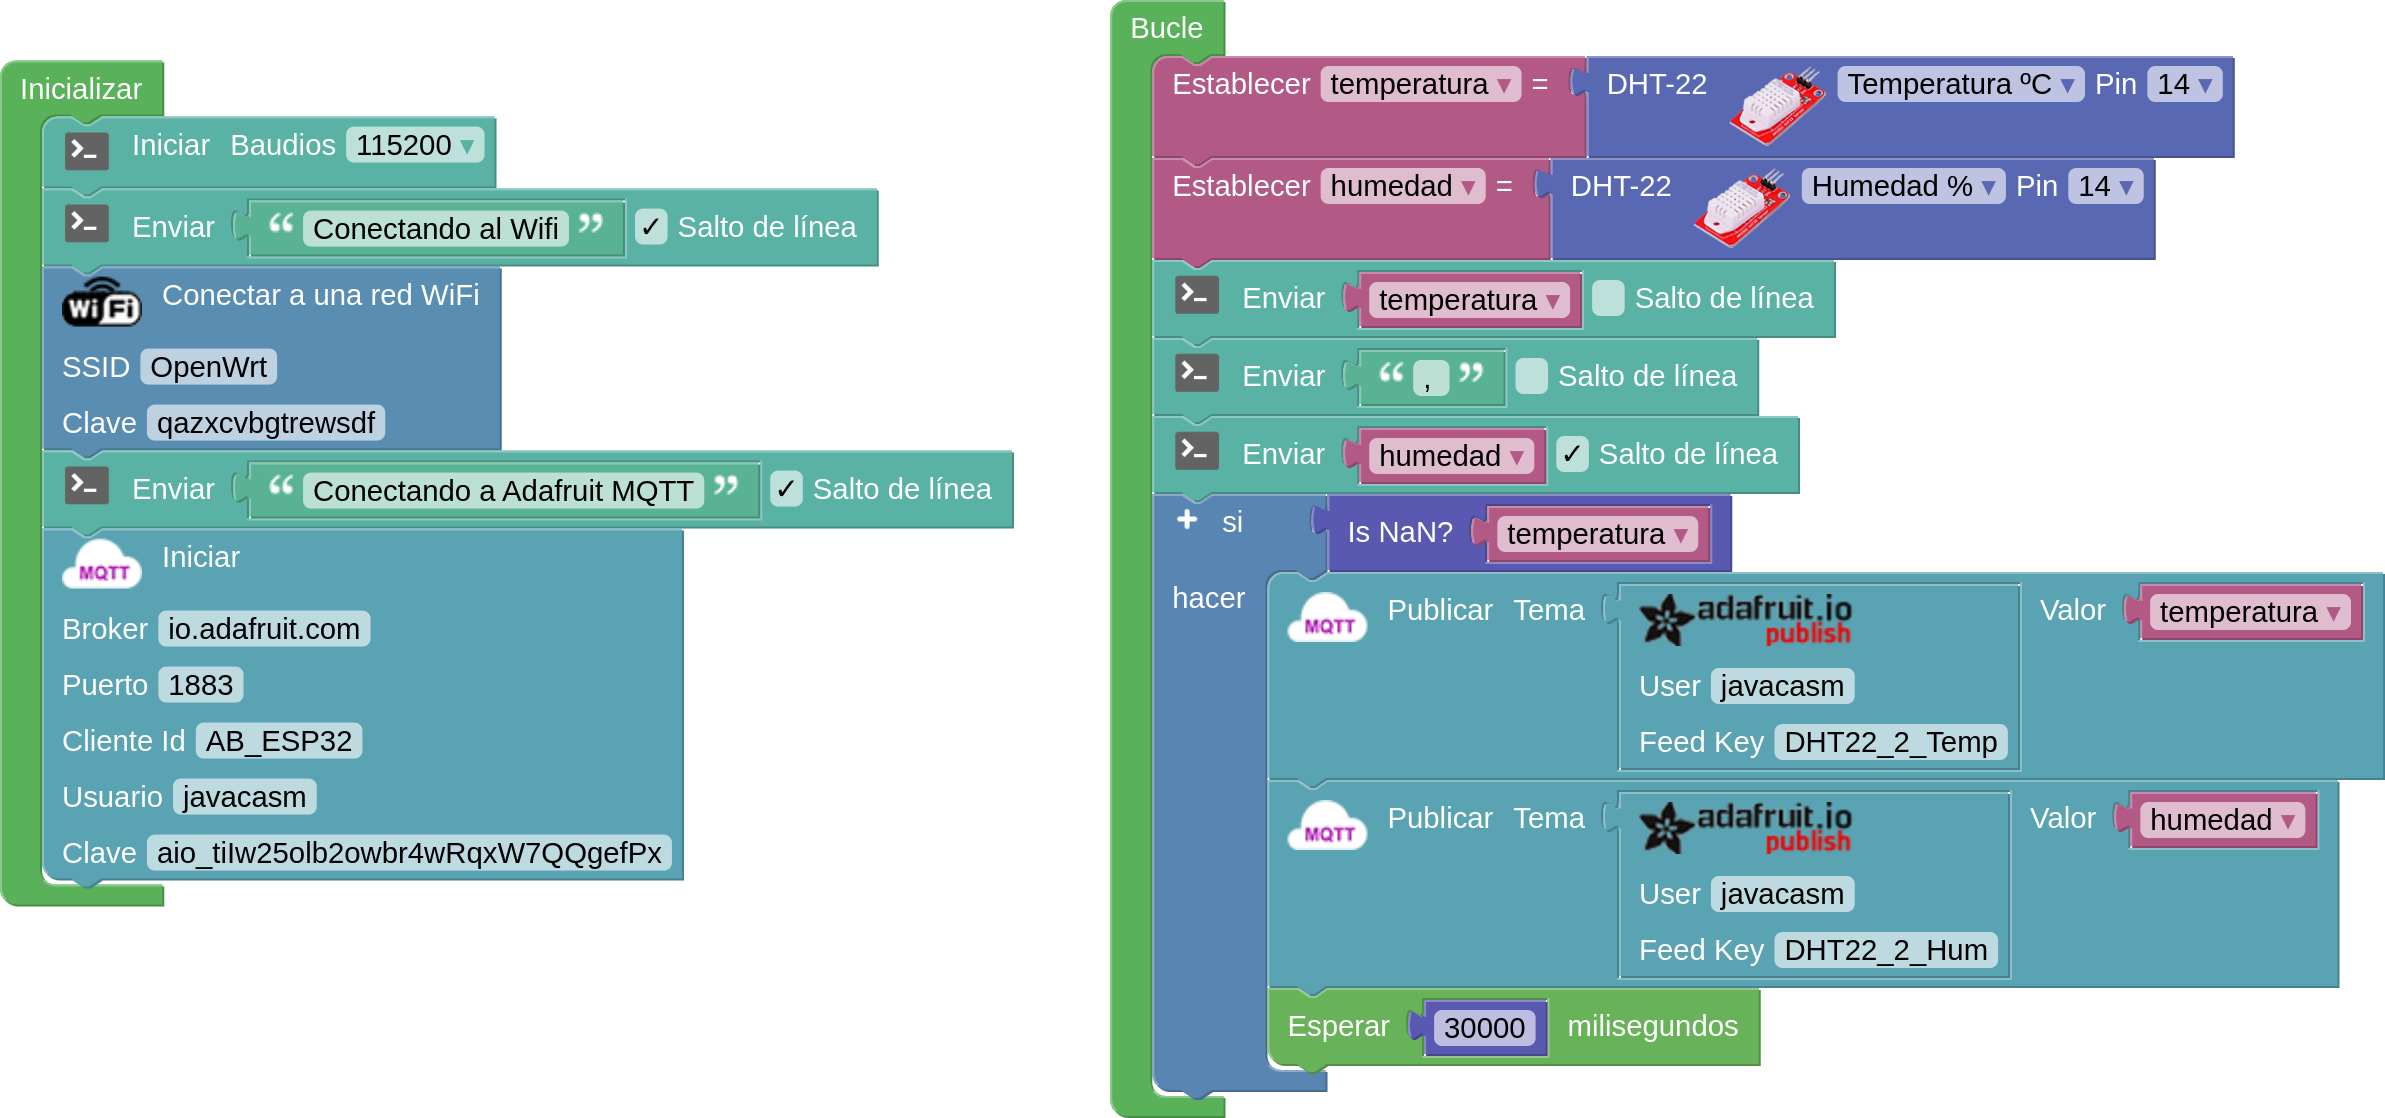 Inicializar
Iniciar Baudios 115200 ▾
Enviar “ Conectando al Wifi ” ✓ Salto de línea
WiFi Conectar a una red WiFi
SSID OpenWrt
Clave qazxcvbgtrewsdf
Enviar “ Conectando a Adafruit MQTT ” ✓ Salto de línea
MQTT Iniciar
Broker io.adafruit.com
Puerto 1883
Cliente Id AB_ESP32
Usuario javacasm
Clave aio_tiIw25olb2owbr4wRqxW7QQgefPx
Bucle
Establecer temperatura ▾ = DHT-22 Temperatura ºC ▾ Pin 14 ▾
Establecer humedad ▾ = DHT-22 Humedad % ▾ Pin 14 ▾
Enviar temperatura ▾ Salto de línea
Enviar “ , ” Salto de línea
Enviar humedad ▾ ✓ Salto de línea
+ si Is NaN? temperatura ▾
hacer MQTT Publicar Tema adafruit.io Valor temperatura ▾
publish
User javacasm
Feed Key DHT22_2_Temp
MQTT Publicar Tema adafruit.io Valor humedad ▾
publish
User javacasm
Feed Key DHT22_2_Hum
Esperar 30000 milisegundos